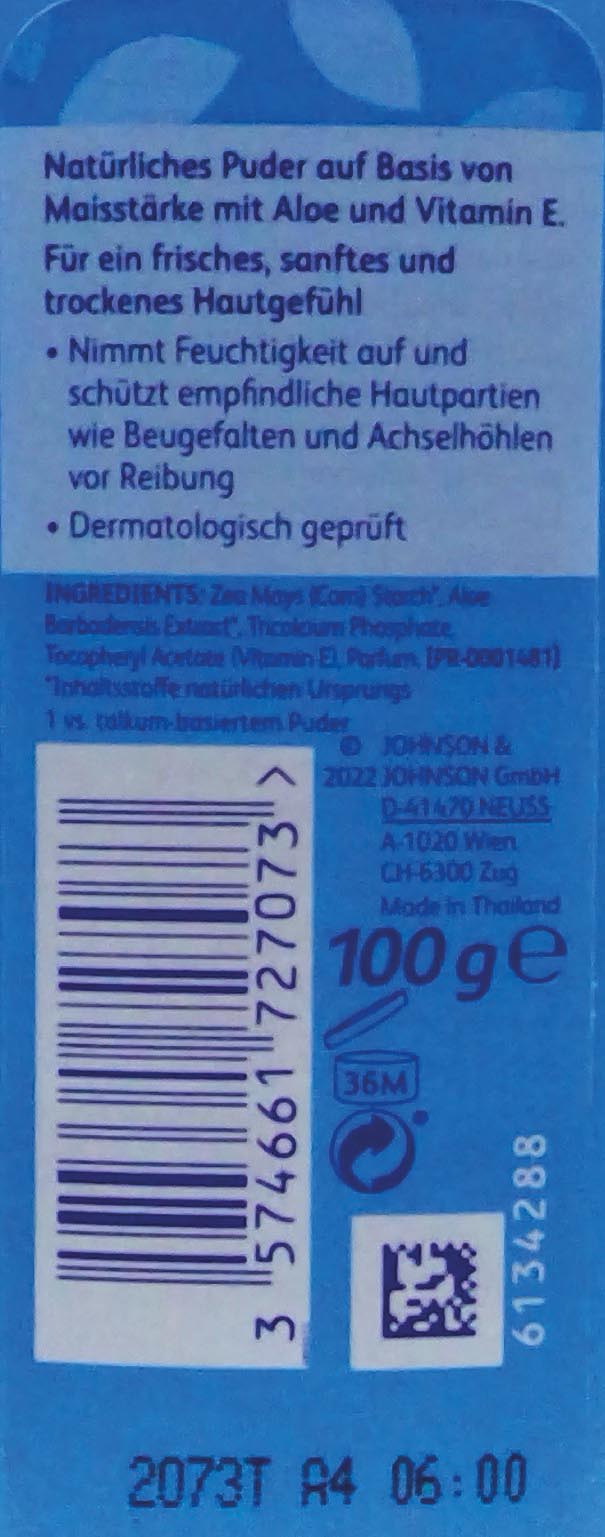 Natürliches Puder auf Basis von
Maisstärke mit Aloe und Vitamin E.
Für ein frisches, sanftes und
trockenes Hautgefühl
• Nimmt Feuchtigkeit auf und
schützt empfindliche Hautpartien
wie Beugefalten und Achselhöhlen
vor Reibung
• Dermatologisch geprüft
INGREDIENTS: Zea Mays (Corn) Starch*, Aloe
Barbadensis Extract*, Tricalcium Phosphate,
Tocopheryl Acetate (Vitamin E), Parfum. [PR-0001481]
*Inhaltsstoffe natürlichen Ursprungs
1 vs. talkum-basiertem Puder
© JOHNSON &
2022 JOHNSON GmbH
D-41470 NEUSS
A-1020 Wien
CH-6300 Zug
Made in Thailand
100 g e
36M
3 574661 727073 >
6134288
2073T A4 06:00